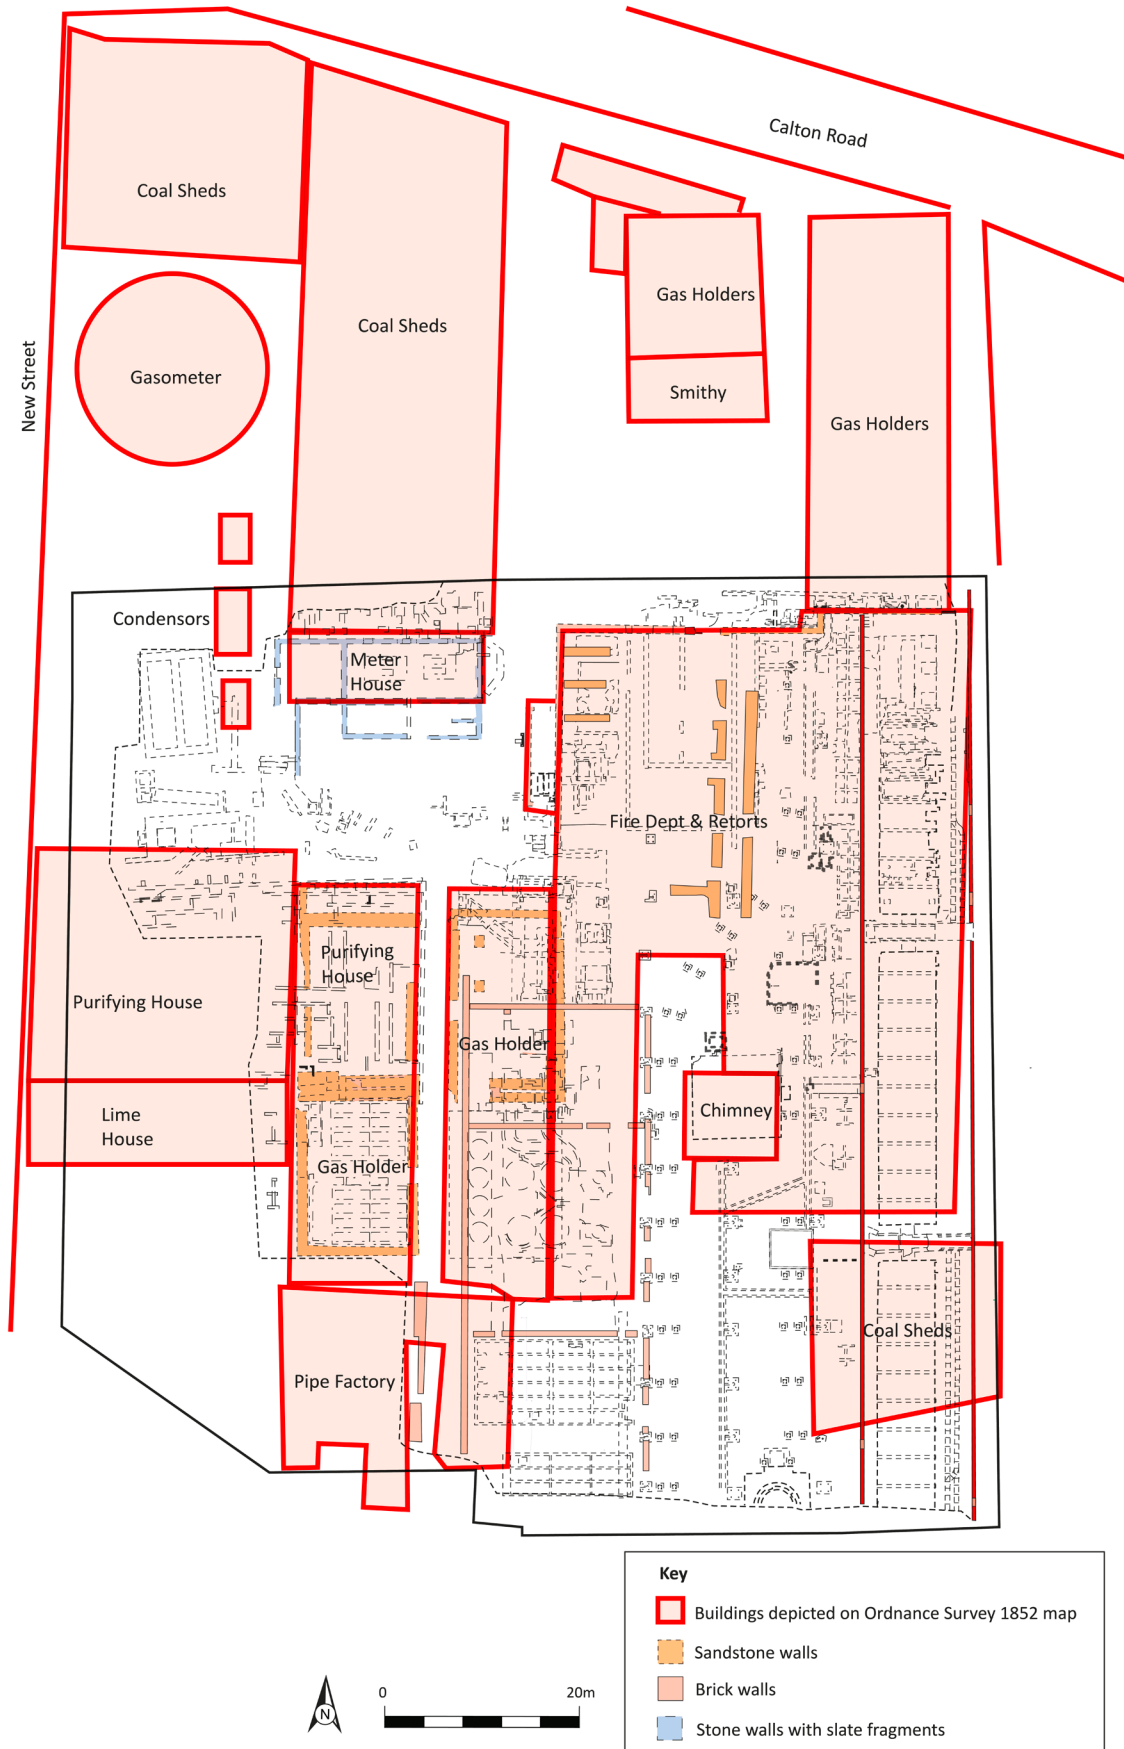 Calton Road
Coal Sheds
Gas Holders
Coal Sheds
New Street
Gasometer
Smithy
Gas Holders
Condensors
Meter
House
Fire Dept & Retorts
Purifying
House
Purifying House
Gas Holder
Lime
House
Chimney
Gas Holder
Coal Sheds
Pipe Factory
Key
Buildings depicted on Ordnance Survey 1852 map
Sandstone walls
Brick walls
Stone walls with slate fragments
N
0 20m